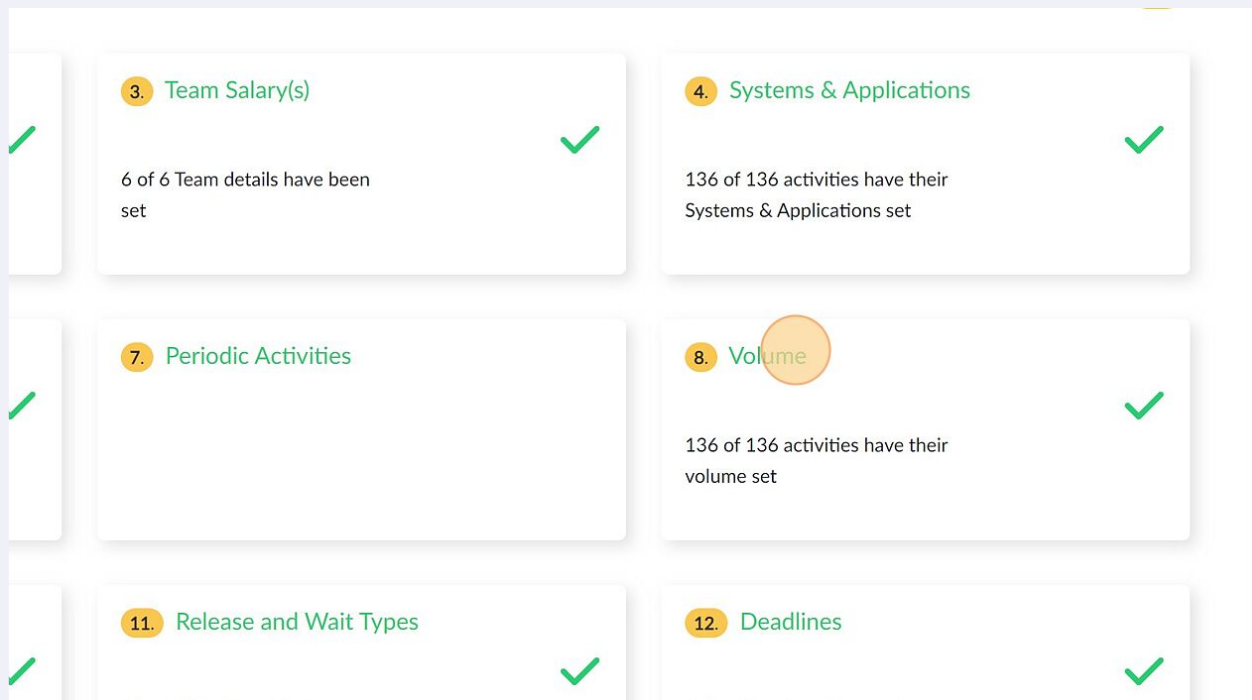 3. Team Salary(s)
6 of 6 Team details have been
set
4. Systems & Applications
136 of 136 activities have their
Systems & Applications set
7. Periodic Activities
8. Volume
136 of 136 activities have their
volume set
11. Release and Wait Types
12. Deadlines